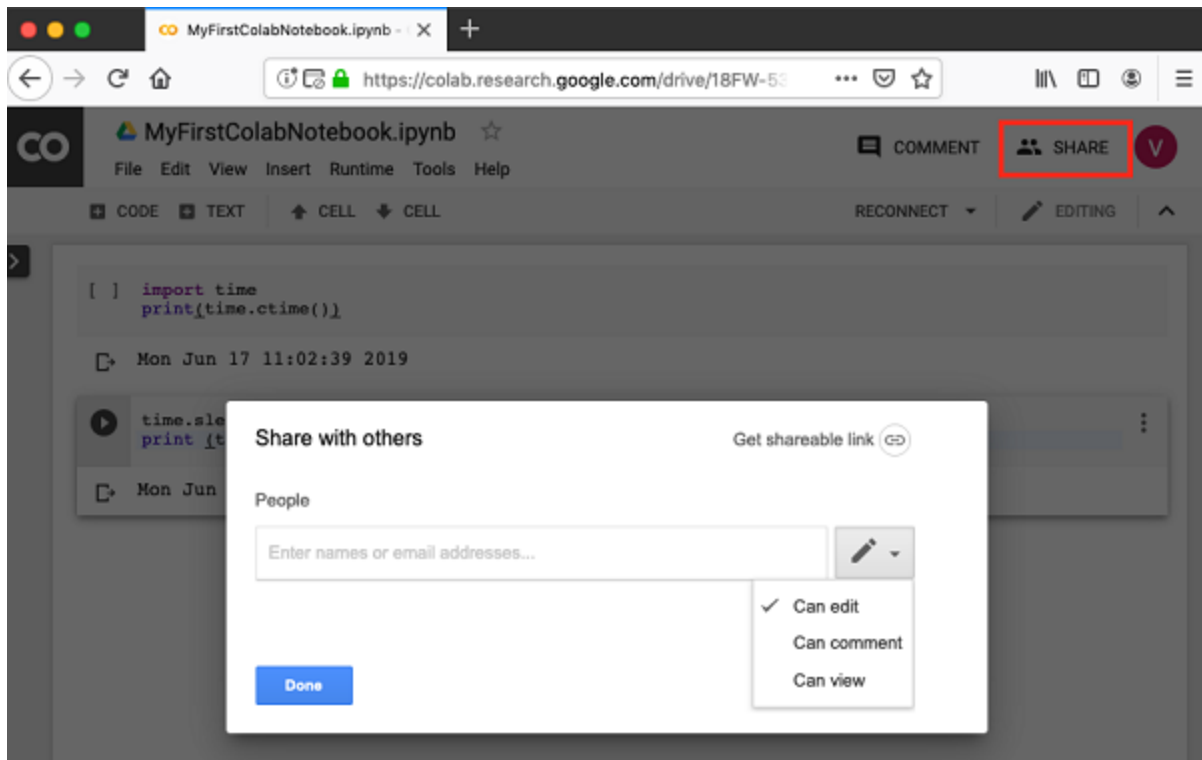 MyFirstColabNotebook.ipynb -
https://colab.research.google.com/drive/18FW-53
CO
MyFirstColabNotebook.ipynb
COMMENT SHARE V
File Edit View Insert Runtime Tools Help
CODE TEXT CELL CELL RECONNECT EDITING
[ ] import time
print(time.ctime())
Mon Jun 17 11:02:39 2019
time.sle
print (t
Mon Jun
Share with others
Get shareable link
People
Enter names or email addresses...
Can edit
Can comment
Can view
Done